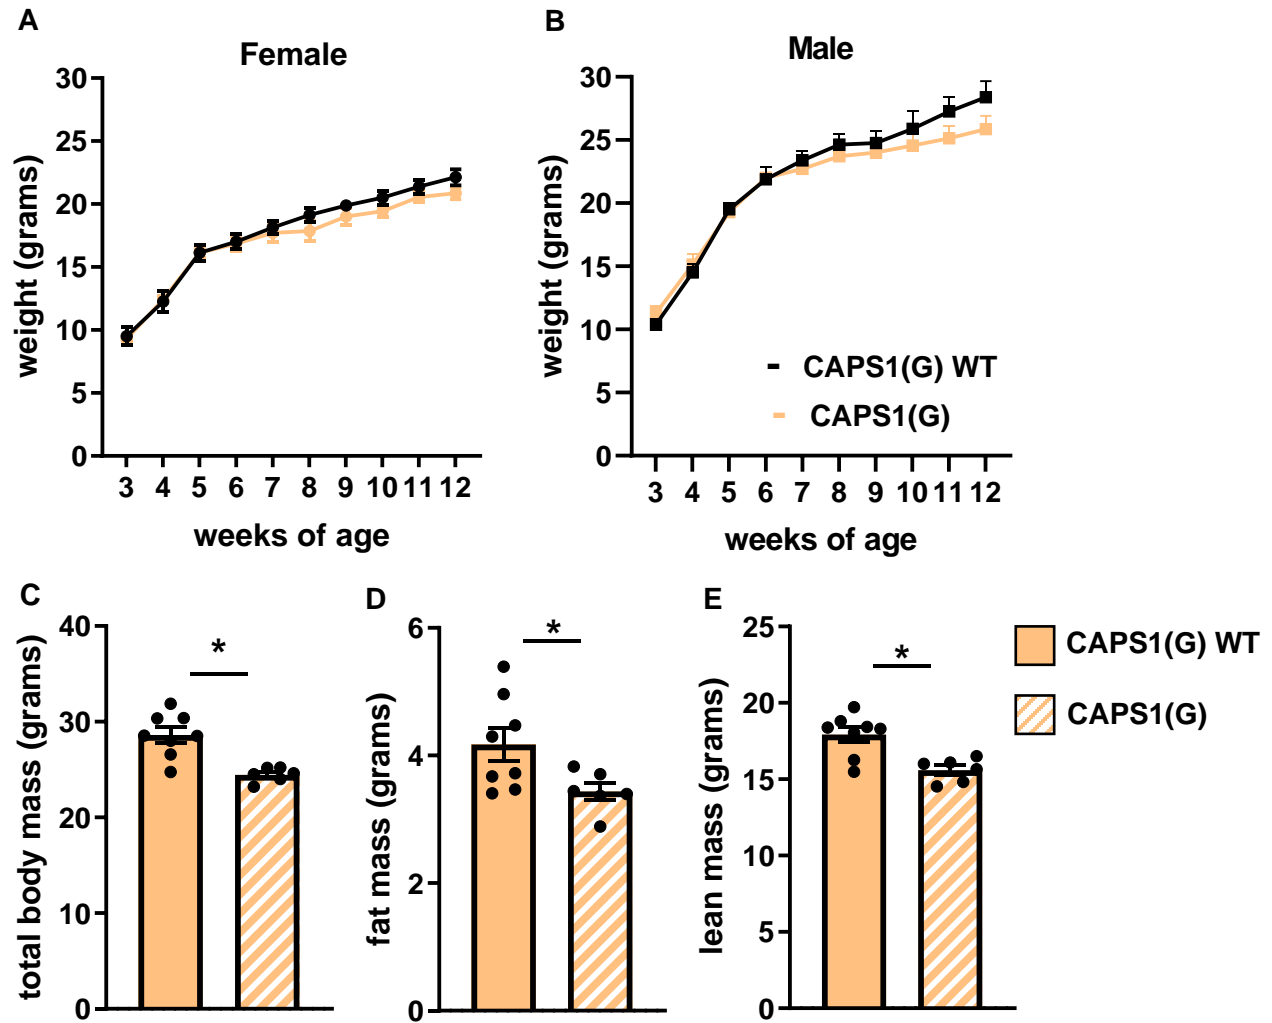 A
Female
weight (grams)
30
25
20
15
10
5
0
3 4 5 6 7 8 9 10 11 12
weeks of age
B
Male
weight (grams)
30
25
20
15
10
5
0
3 4 5 6 7 8 9 10 11 12
weeks of age
CAPS1(G) WT
CAPS1(G)
C
total body mass (grams)
40
30
20
10
0
*
D
fat mass (grams)
6
4
2
0
*
E
lean mass (grams)
25
20
15
10
5
0
*
CAPS1(G) WT
CAPS1(G)